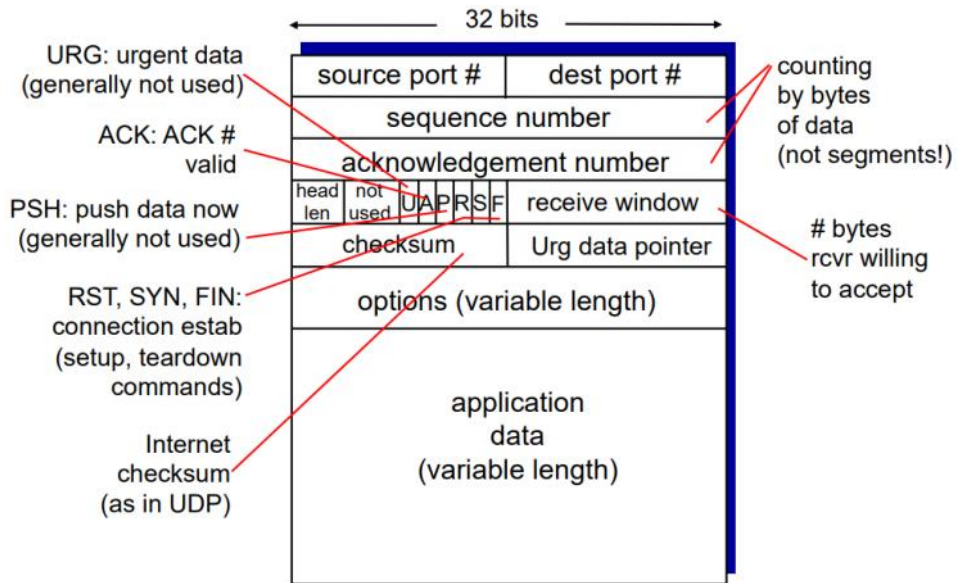 32 bits
URG: urgent data
(generally not used)
ACK: ACK #
valid
PSH: push data now
(generally not used)
RST, SYN, FIN:
connection estab
(setup, teardown
commands)
Internet
checksum
(as in UDP)
source port #
dest port #
sequence number
acknowledgement number
head
len
not
used
U
A
P
R
S
F
receive window
checksum
Urg data pointer
options (variable length)
application
data
(variable length)
counting
by bytes
of data
(not segments!)
# bytes
rcvr willing
to accept